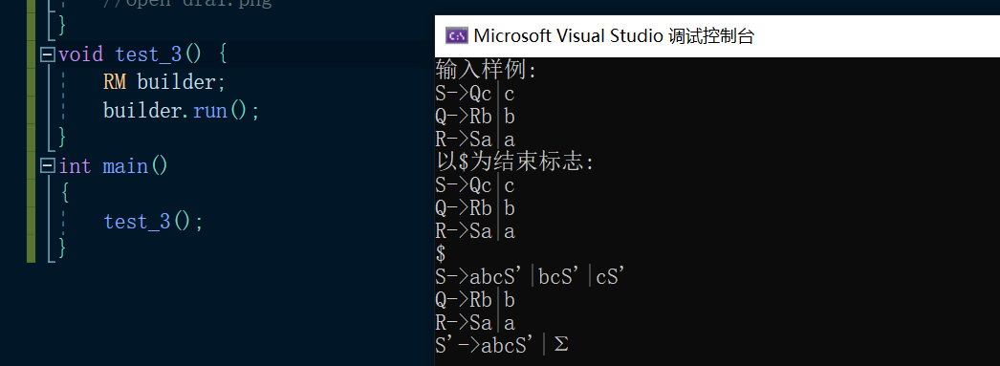 //open dfa1.png
}
void test_3() {
RM builder;
builder.run();
}
int main()
{
test_3();
}
Microsoft Visual Studio 调试控制台
输入样例:
S->Qc|c
Q->Rb|b
R->Sa|a
以$为结束标志:
S->Qc|c
Q->Rb|b
R->Sa|a
$
S->abcS'|bcS'|cS'
Q->Rb|b
R->Sa|a
S'->abcS'|Σ